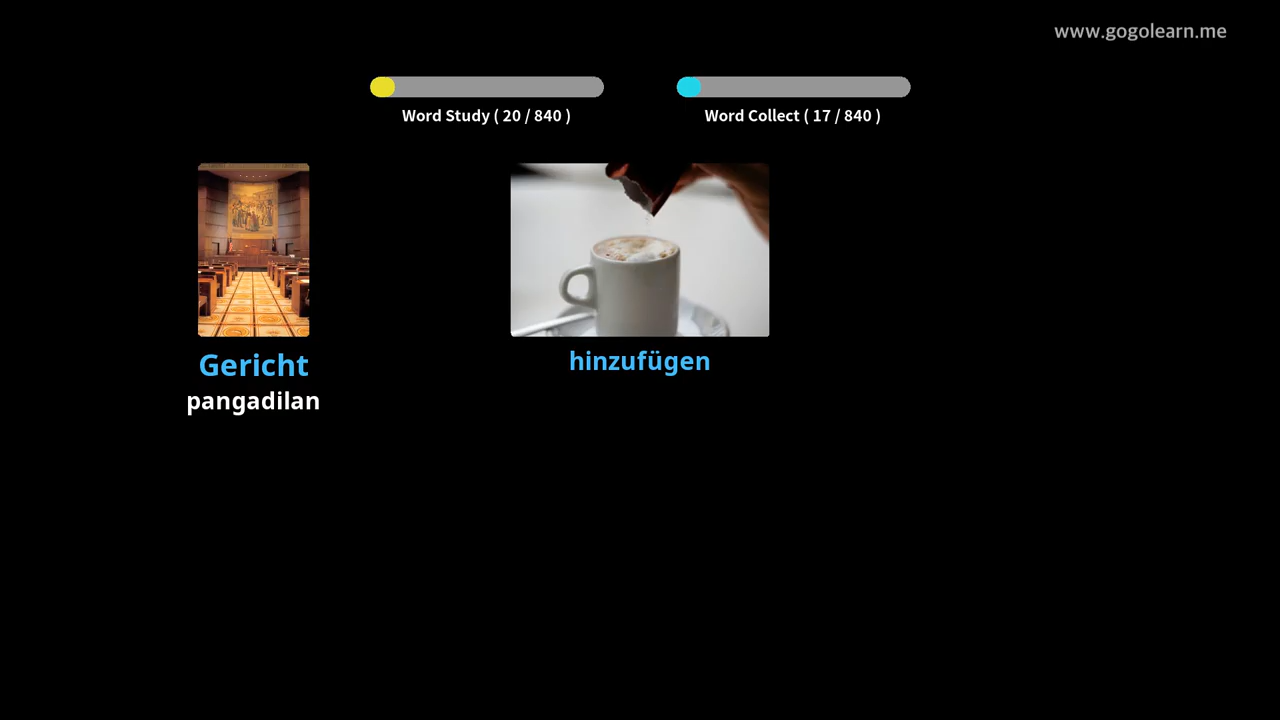 www.gogolearn.me
Word Study ( 20 / 840 )
Word Collect ( 17 / 840 )
Gericht
pangadilan
hinzufügen